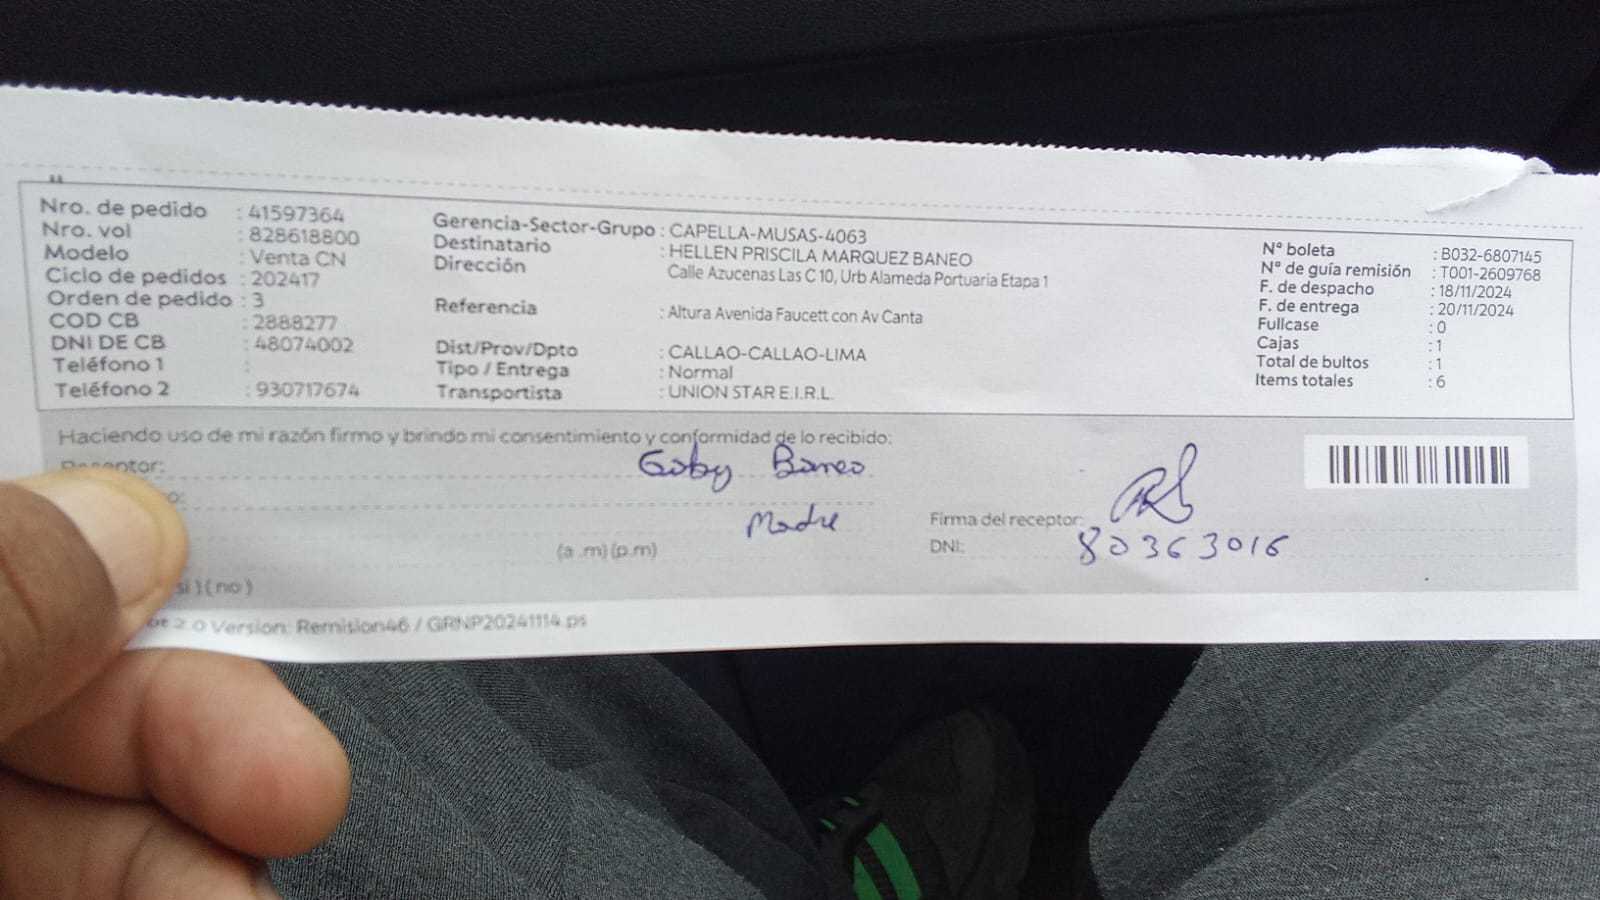 Nro. de pedido : 41597364
Nro. vol : 828618800
Modelo : Venta CN
Ciclo de pedidos : 202417
Orden de pedido : 3
COD CB : 2888277
DNI DE CB : 48074002
Teléfono 1 :
Teléfono 2 : 930717674
Gerencia-Sector-Grupo : CAPELLA-MUSAS-4063
Destinatario : HELLEN PRISCILA MARQUEZ BANEO
Dirección Calle Azucenas Las C 10, Urb Alameda Portuaria Etapa 1
Referencia : Altura Avenida Faucett con Av Canta
Dist/Prov/Dpto : CALLAO-CALLAO-LIMA
Tipo / Entrega : Normal
Transportista : UNION STAR E.I.R.L.
N° boleta : B032-6807145
N° de guía remisión : T001-2609768
F. de despacho : 18/11/2024
F. de entrega : 20/11/2024
Fullcase : 0
Cajas : 1
Total de bultos : 1
Items totales : 6
Haciendo uso de mi razón firmo y brindo mi consentimiento y conformidad de lo recibido:
Receptor: Gaby Baneo
Madre
(a .m) (p.m)
Firma del receptor:
DNI: 80363016
si ) ( no )
2.0 Version: Remision46 / GRNP20241114.ps